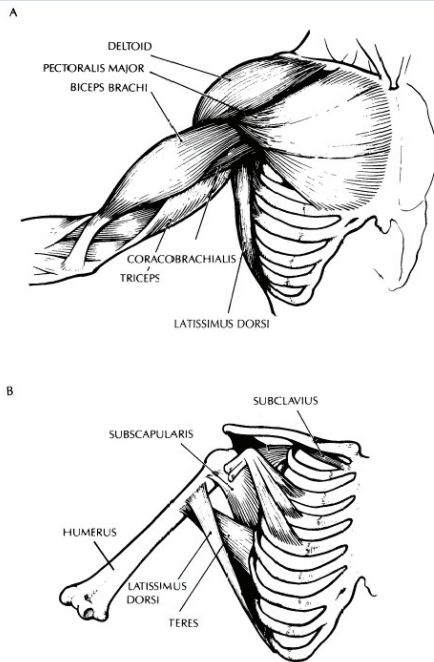 A
DELTOID
PECTORALIS MAJOR
BICEPS BRACHI
CORACOBRACHIALIS
TRICEPS
LATISSIMUS DORSI
B
SUBCLAVIUS
SUBSCAPULARIS
HUMERUS
LATISSIMUS
DORSI
TERES